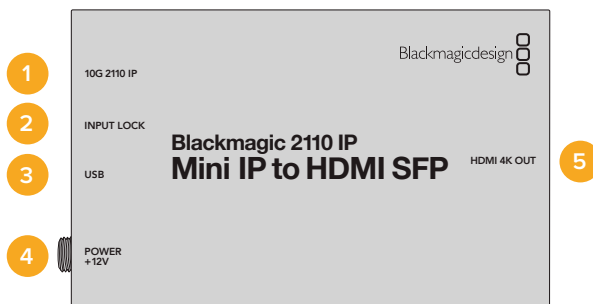 Blackmagicdesign
1
10G 2110 IP
2
INPUT LOCK
Blackmagic 2110 IP
Mini IP to HDMI SFP
3
USB
HDMI 4K OUT
5
4
POWER
+12V